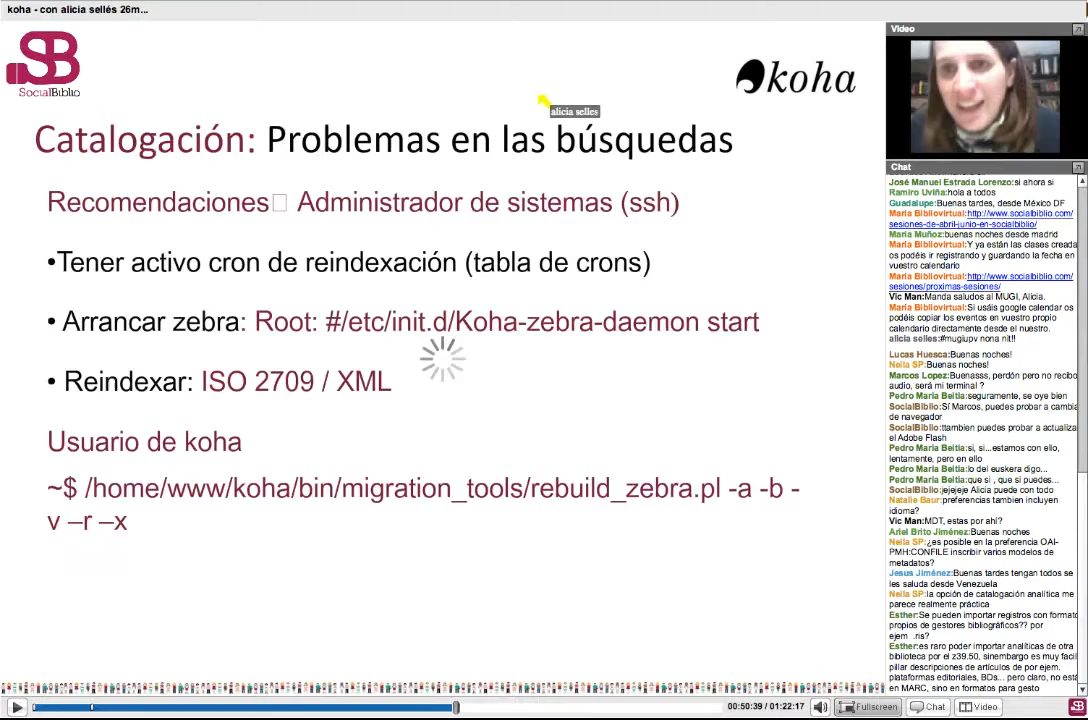 koha - con alicia sellés 26m...
SB
SocialBiblio
koha
alicia selles
Catalogación: Problemas en las búsquedas
Recomendaciones Administrador de sistemas (ssh)
•Tener activo cron de reindexación (tabla de crons)
• Arrancar zebra: Root: #/etc/init.d/Koha-zebra-daemon start
• Reindexar: ISO 2709 / XML
Usuario de koha
~$ /home/www/koha/bin/migration_tools/rebuild_zebra.pl -a -b -
v –r –x
Video
Chat
José Manuel Estrada Lorenzo:si ahora si
Ramiro Uviña:hola a todos
Guadalupe:Buenas tardes, desde México DF
María Bibliovirtual:http://www.socialbiblio.com/
sesiones-de-abril-junio-en-socialbiblio/
María Muñoz:buenas noches desde madrid
María Bibliovirtual:Y ya están las clases creada
os podéis ir registrando y guardando la fecha en
vuestro calendario
María Bibliovirtual:http://www.socialbiblio.com/
sesiones/proximas-sesiones/
Vic Man:Manda saludos al MUGI, Alicia.
María Bibliovirtual:Si usáis google calendar os
podéis copiar los eventos en vuestro propio
calendario directamente desde el nuestro.
alicia selles:#mugiupv nona nit!!
Lucas Huesca:Buenas noches!
Neila SP:Buenas noches!
Marcos Lopez:Buenasss, perdón pero no recibo
audio, será mi terminal ?
Pedro Maria Beitia:seguramente, se oye bien
SocialBiblio:Sí Marcos, puedes probar a cambia
de navegador
SocialBiblio:ttambien puedes probar a actualiza
el Adobe Flash
Pedro Maria Beitia:si, si...estamos con ello,
lentamente, pero en ello
Pedro Maria Beitia:lo del euskera digo...
Pedro Maria Beitia:que si , que si puedes...
SocialBiblio:jejejeje Alicia puede con todo
Natalie Baur:preferencias tambien incluyen
idioma?
Vic Man:MDT, estas por ahí?
Ariel Brito Jiménez:Buenas noches
Neila SP:¿es posible en la preferencia OAI-
PMH:CONFILE inscribir varios modelos de
metadatos?
Jesus Jiménez:Buenas tardes tengan todos se
les saluda desde Venezuela
Neila SP:la opción de catalogación analítica me
parece realmente práctica
Esther:Se pueden importar registros con formato
propios de gestores bibliográficos?? por
ejem .ris?
Esther:es raro poder importar analíticas de otra
biblioteca por el z39.50, sinembargo es muy facil
pillar descripciones de artículos de por ejem.
plataformas editoriales, BDs... pero claro, no está
en MARC, sino en formatos para gesto
00:50:39 / 01:22:17
Fullscreen
Chat
Video
SB